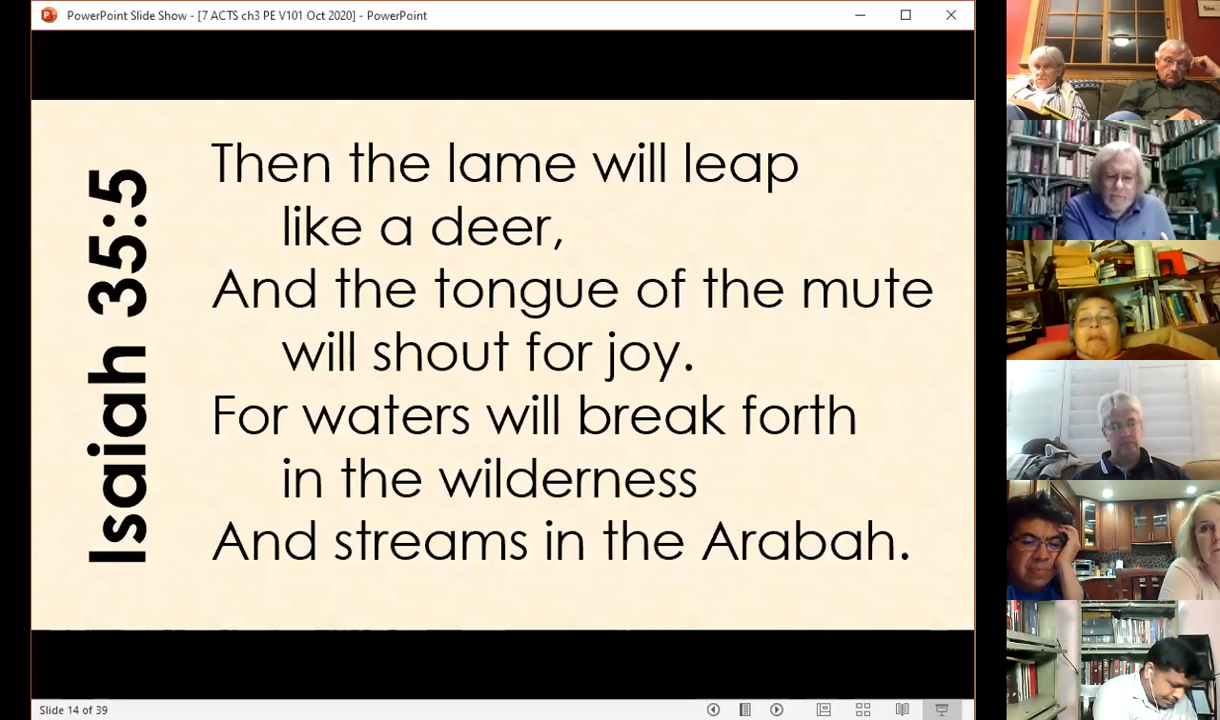 PowerPoint Slide Show - [7 ACTS ch3 PE V101 Oct 2020] - PowerPoint
Isaiah 35:5
Then the lame will leap
like a deer,
And the tongue of the mute
will shout for joy.
For waters will break forth
in the wilderness
And streams in the Arabah.
Slide 14 of 39